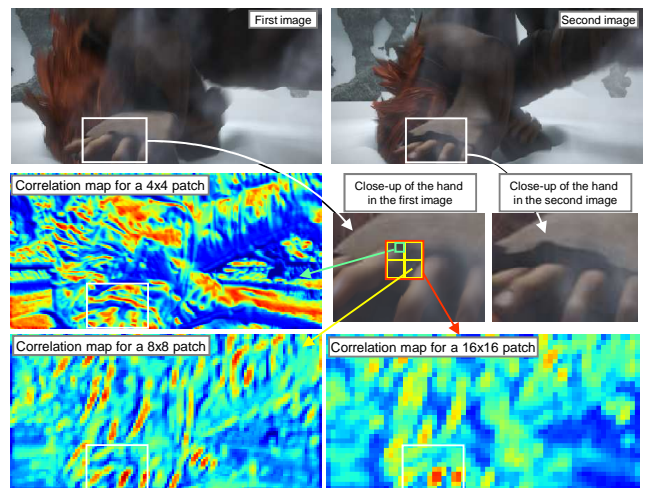 First image
Second image
Correlation map for a 4x4 patch
Close-up of the hand
in the first image
Close-up of the hand
in the second image
Correlation map for a 8x8 patch
Correlation map for a 16x16 patch